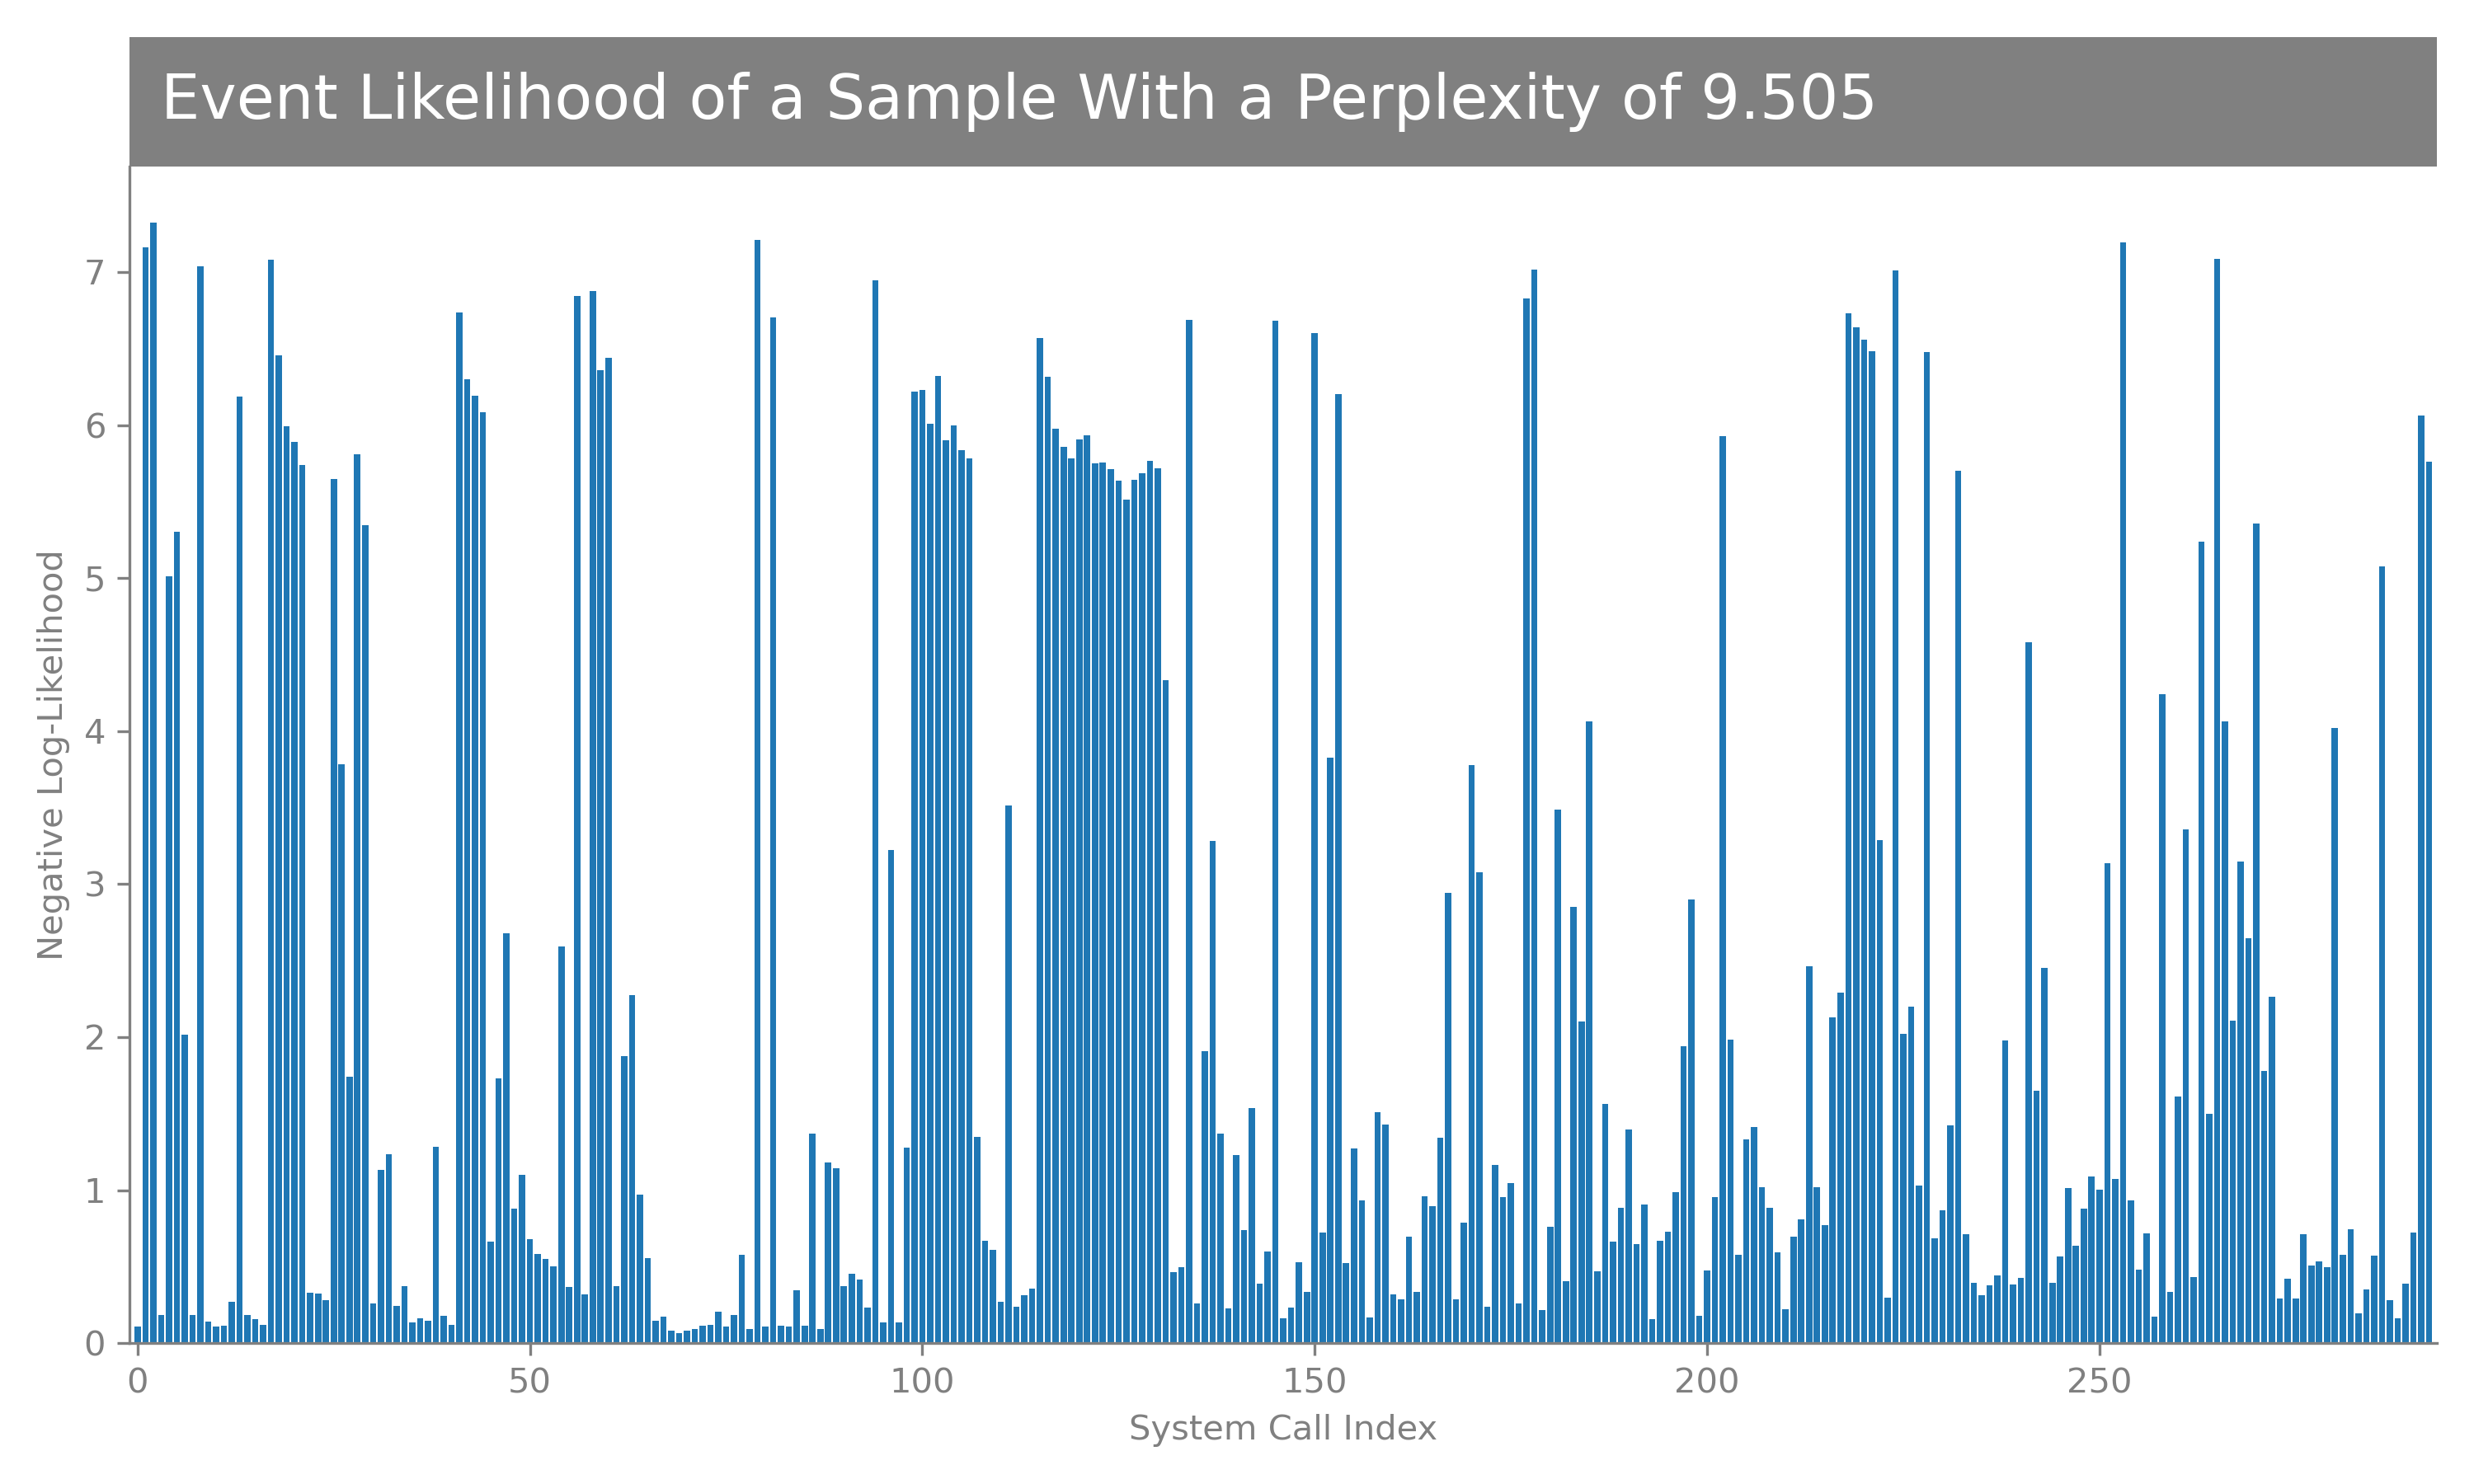 Event Likelihood of a Sample With a Perplexity of 9.505
Negative Log-Likelihood
7
6
5
4
3
2
1
0
0 50 100 150 200 250
System Call Index